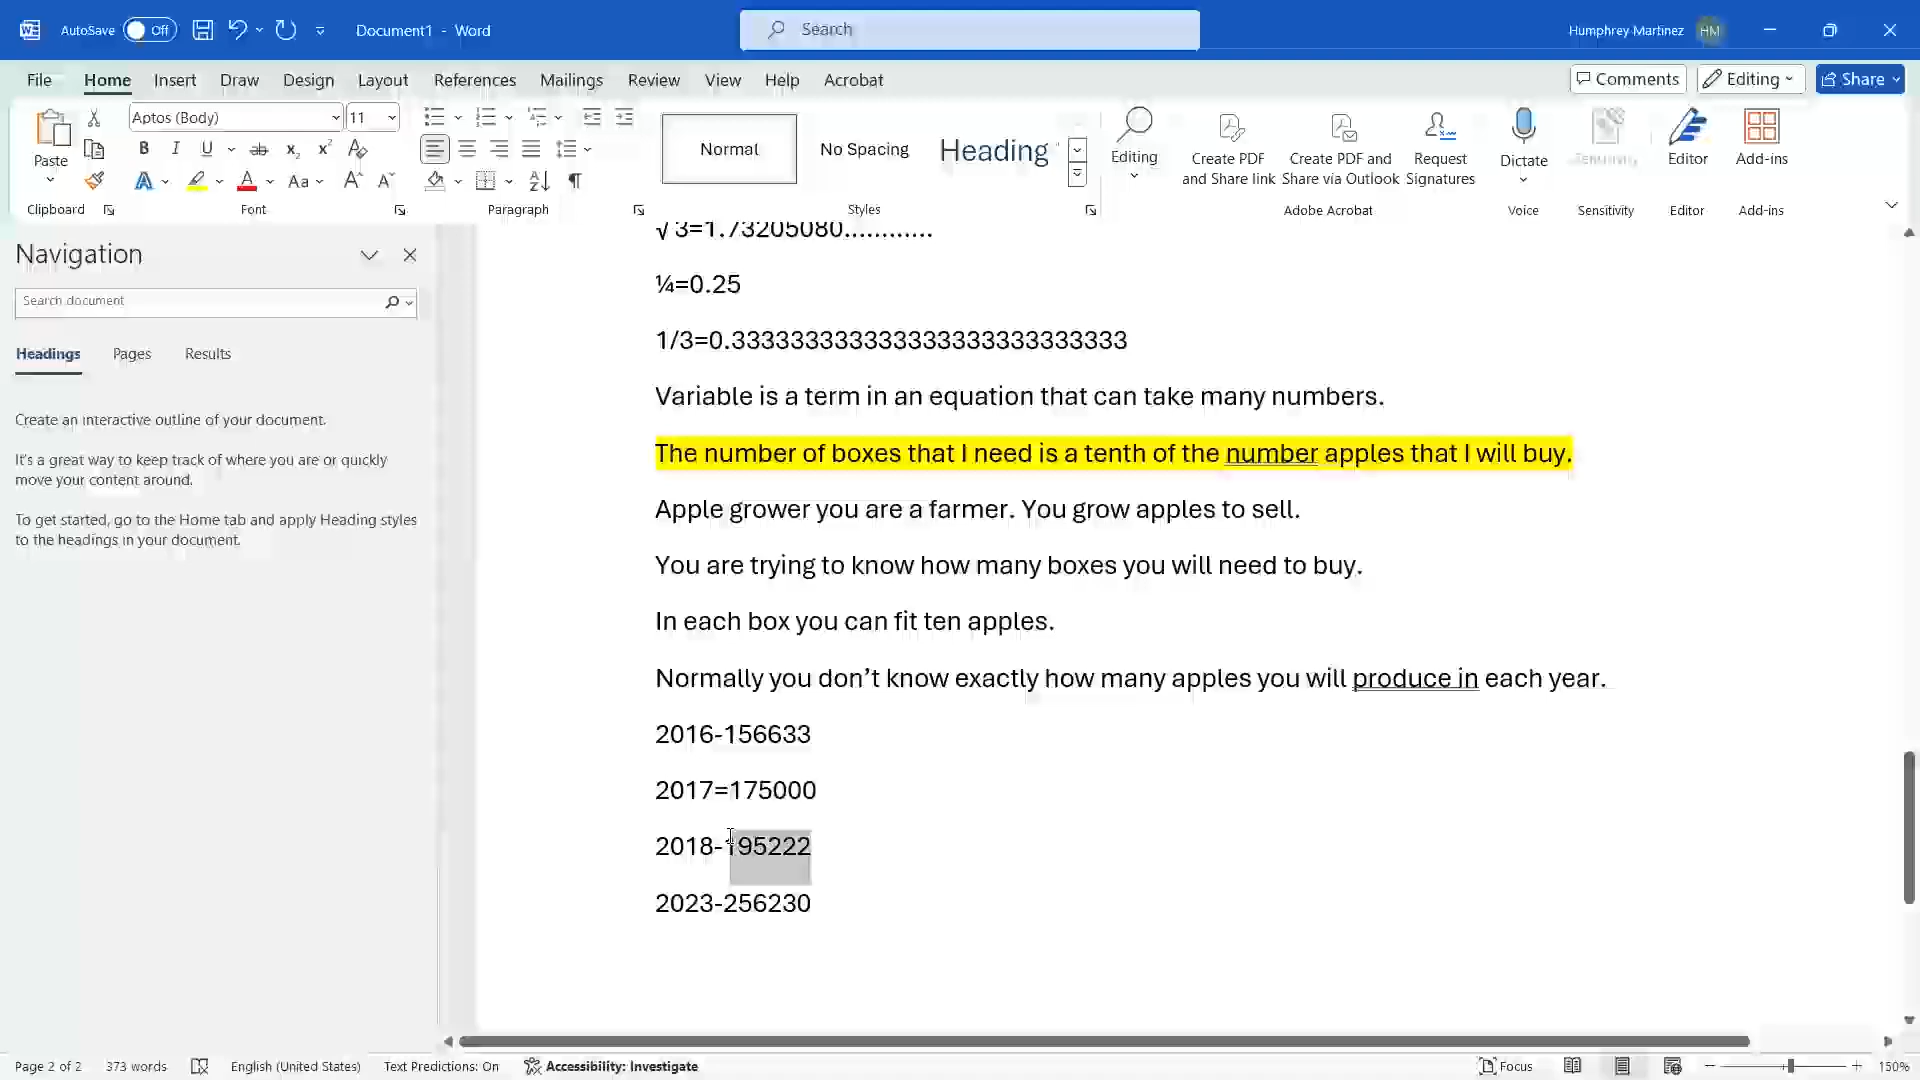 AutoSave Off Document1 - Word Search Humphrey Martinez HM
File Home Insert Draw Design Layout References Mailings Review View Help Acrobat Comments Editing Share
Paste
Clipboard
Aptos (Body) 11
B I U ab x₂ x² A
A A Aa A A
Font
Paragraph
Normal No Spacing Heading
Styles
Editing
Create PDF and Share link
Create PDF and Share via Outlook
Request Signatures
Adobe Acrobat
Dictate
Voice
Sensitivity
Sensitivity
Editor
Editor
Add-ins
Add-ins
Navigation
Search document
Headings Pages Results
Create an interactive outline of your document.
It's a great way to keep track of where you are or quickly
move your content around.
To get started, go to the Home tab and apply Heading styles
to the headings in your document.
√3=1.73205080............
¼=0.25
1/3=0.333333333333333333333333333
Variable is a term in an equation that can take many numbers.
The number of boxes that I need is a tenth of the number apples that I will buy.
Apple grower you are a farmer. You grow apples to sell.
You are trying to know how many boxes you will need to buy.
In each box you can fit ten apples.
Normally you don’t know exactly how many apples you will produce in each year.
2016-156633
2017=175000
2018-195222
2023-256230
Page 2 of 2 373 words English (United States) Text Predictions: On Accessibility: Investigate Focus 150%